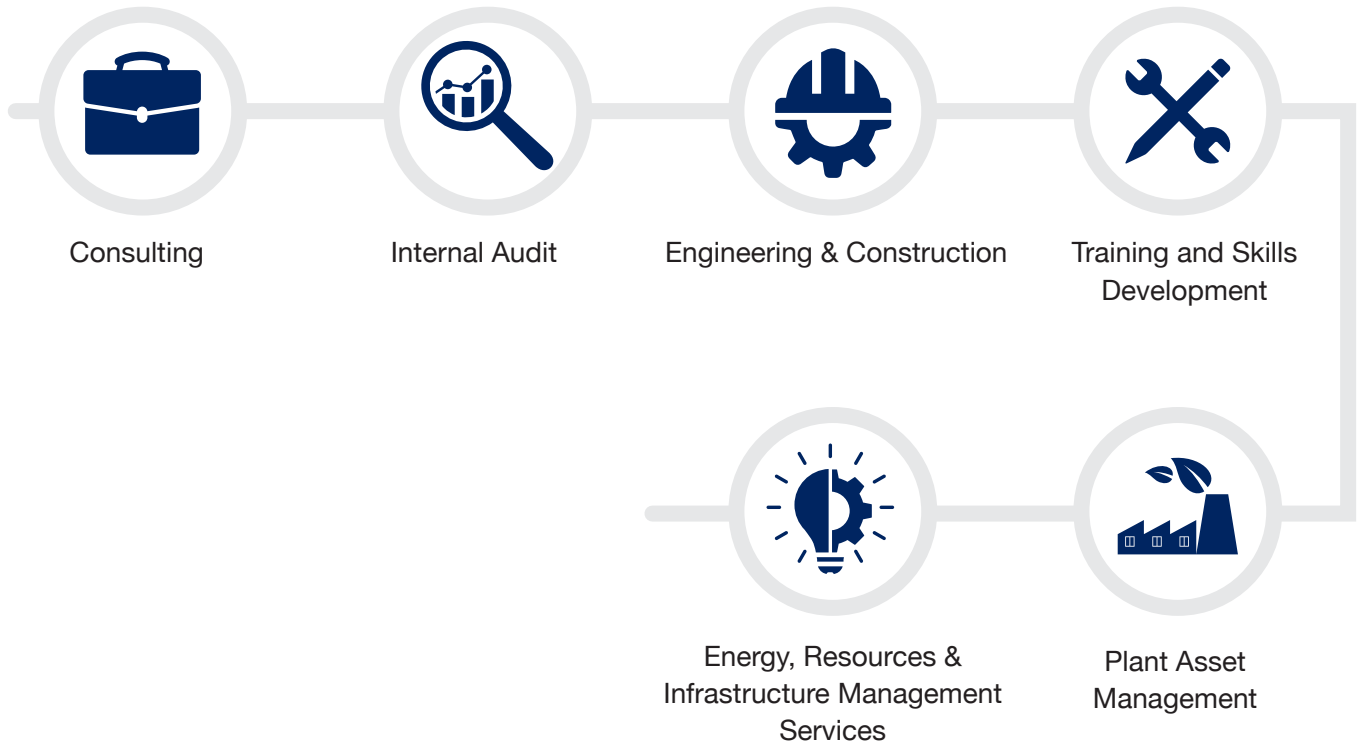 Consulting
Internal Audit
Engineering & Construction
Training and Skills
Development
Energy, Resources &
Infrastructure Management
Services
Plant Asset
Management